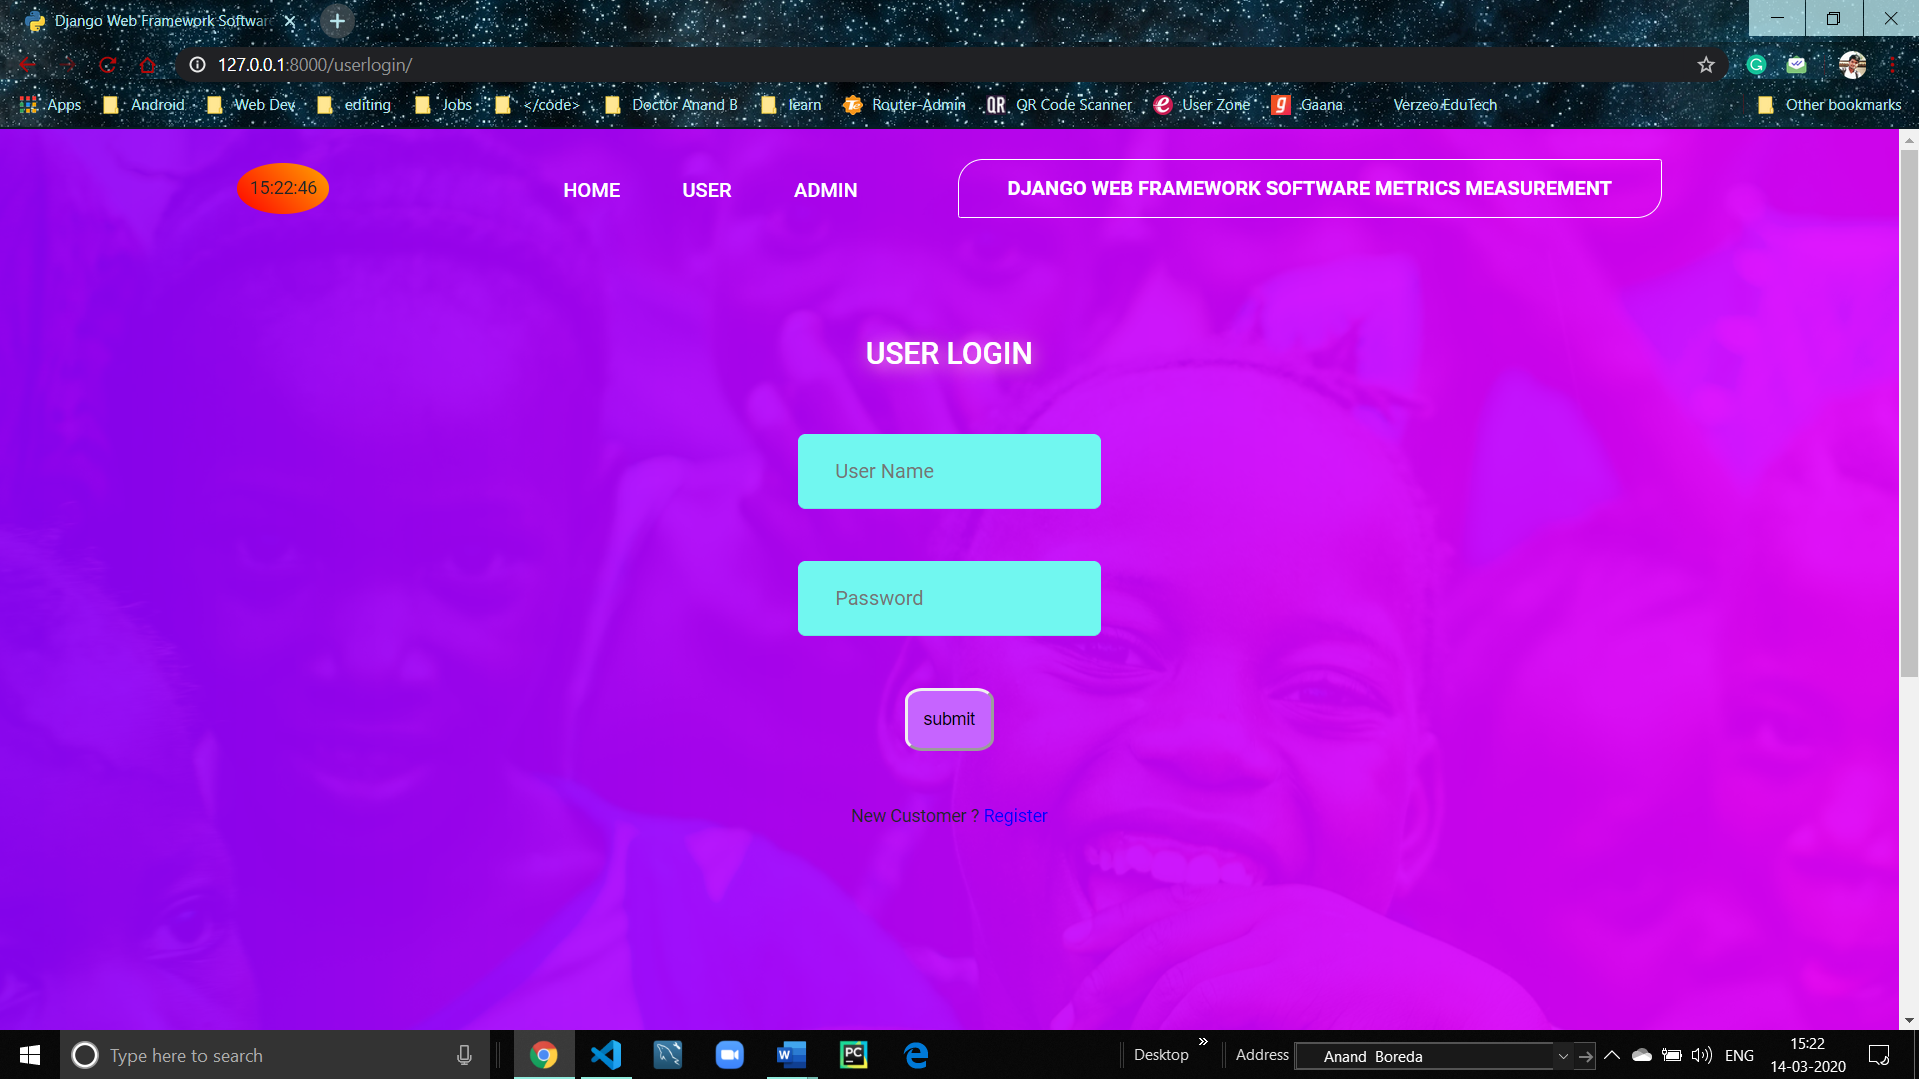 Django Web Framework Softwar
127.0.0.1:8000/userlogin/
Apps Android Web Dev editing Jobs </code> Doctor Anand B learn Router-Admin QR QR Code Scanner User Zone Gaana Verzeo EduTech Other bookmarks
15:22:46 HOME USER ADMIN DJANGO WEB FRAMEWORK SOFTWARE METRICS MEASUREMENT
USER LOGIN
User Name
Password
submit
New Customer ? Register
Type here to search Desktop Address Anand Boreda ENG 15:22
14-03-2020